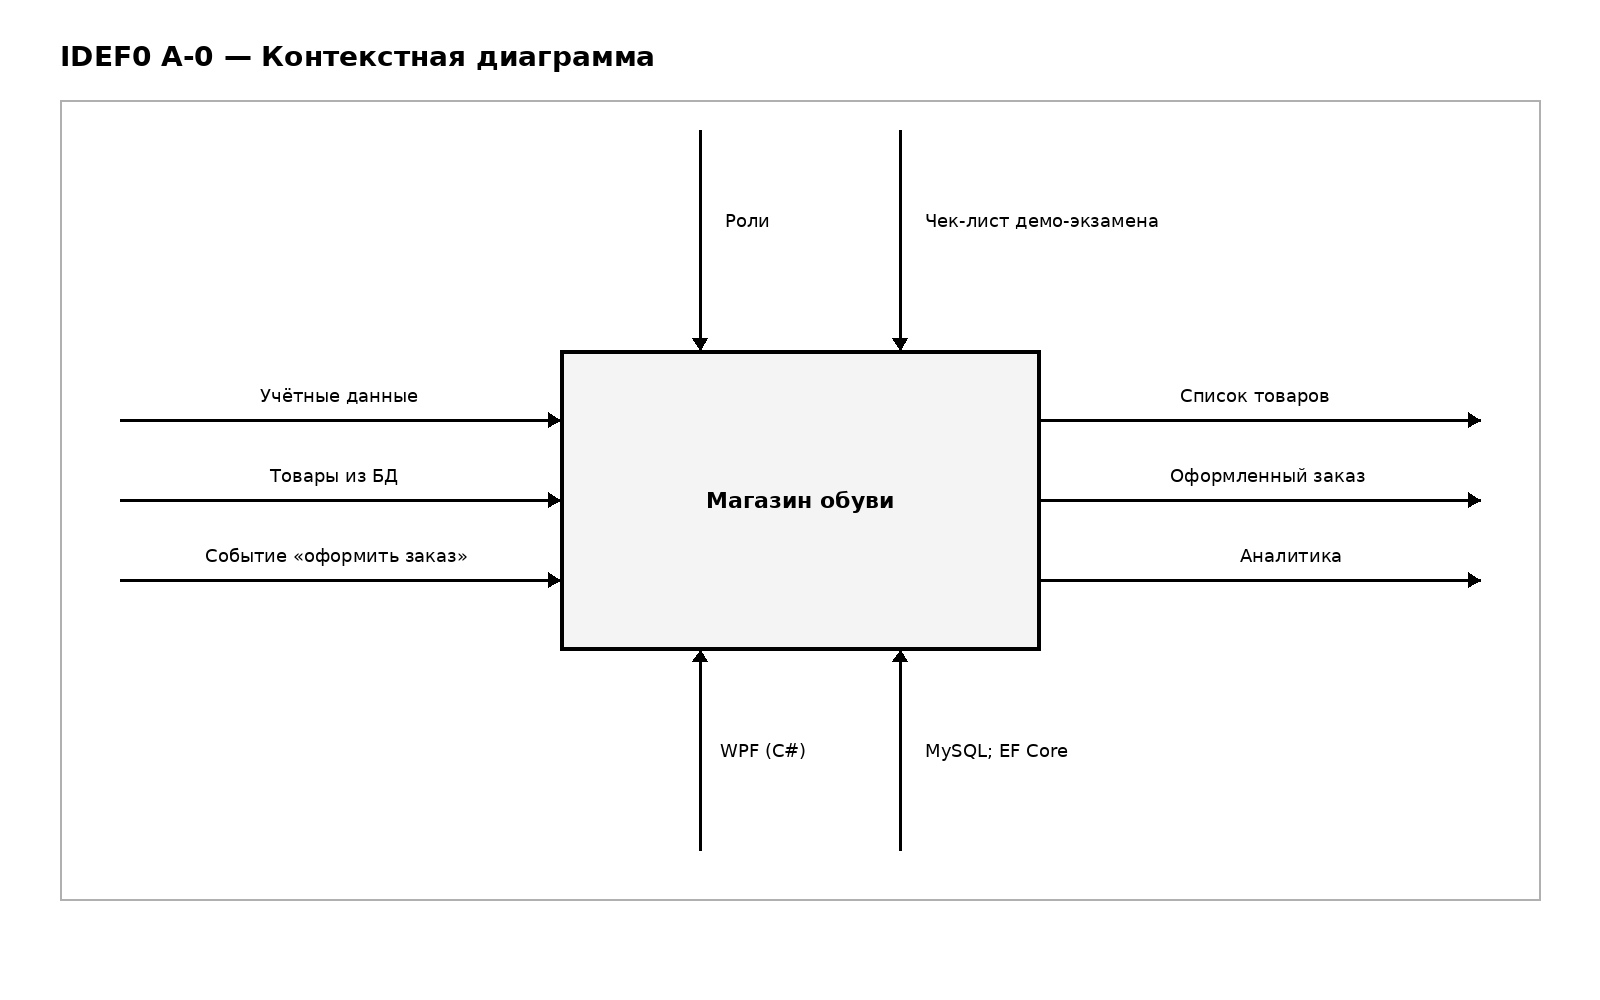 IDEF0 A-0 — Контекстная диаграмма
Роли
Чек-лист демо-экзамена
Учётные данные
Список товаров
Товары из БД
Оформленный заказ
Магазин обуви
Событие «оформить заказ»
Аналитика
WPF (C#)
MySQL; EF Core